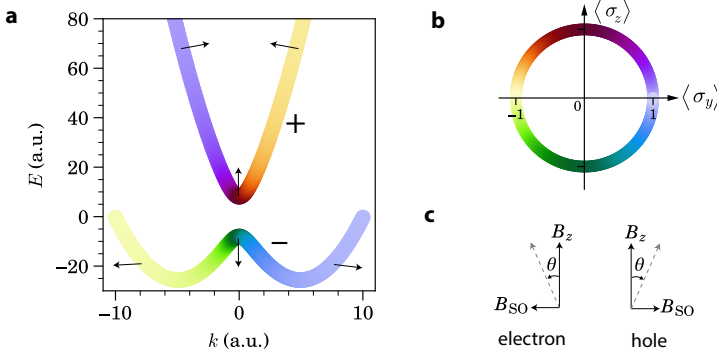 a
80
60
40
20
0
−20
E (a.u.)
+
−
−10
0
10
k (a.u.)
b
⟨σz⟩
⟨σy⟩
−1
0
1
c
Bz
θ
BSO
electron
Bz
θ
BSO
hole